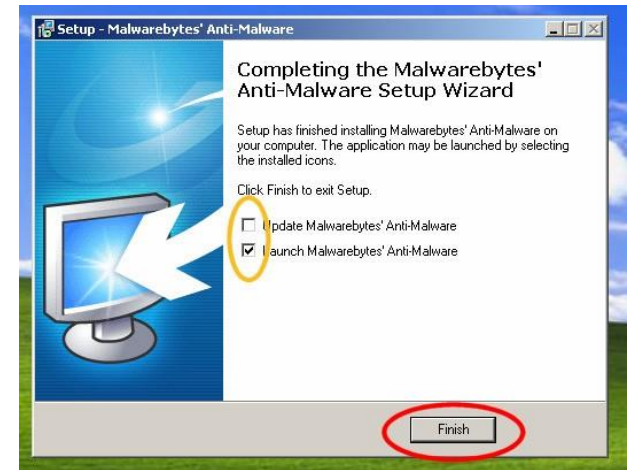 Setup - Malwarebytes' Anti-Malware
Completing the Malwarebytes'
Anti-Malware Setup Wizard
Setup has finished installing Malwarebytes' Anti-Malware on
your computer. The application may be launched by selecting
the installed icons.
Click Finish to exit Setup.
Update Malwarebytes' Anti-Malware
Launch Malwarebytes' Anti-Malware
Finish